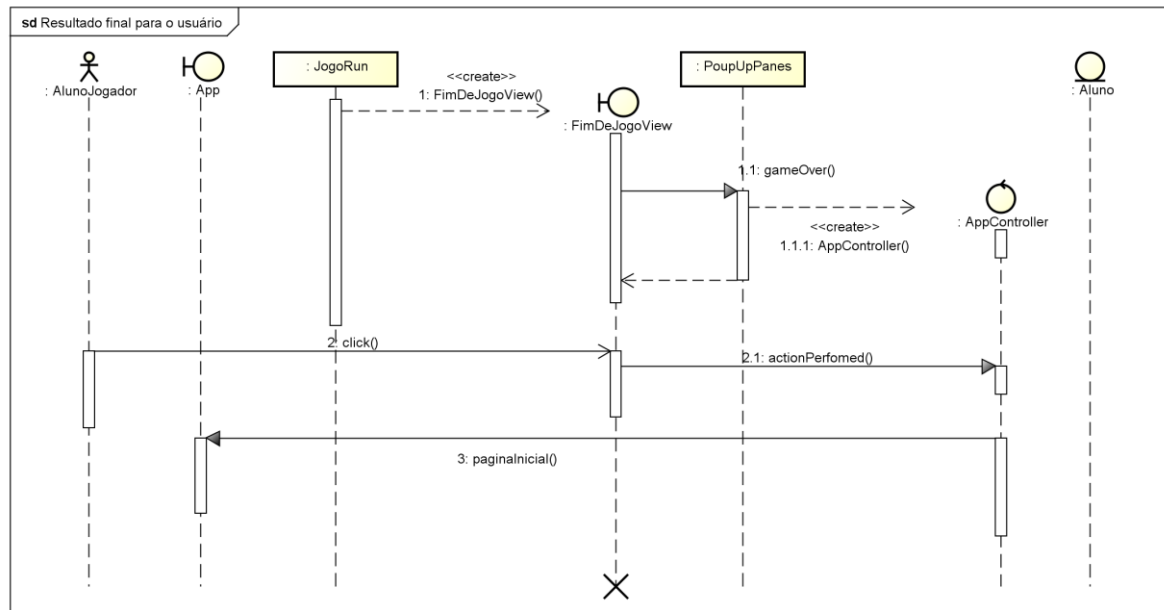 sd Resultado final para o usuário
: AlunoJogador
: App
: JogoRun
<<create>>
1: FimDeJogoView()
: FimDeJogoView
: PoupUpPanes
: Aluno
1.1: gameOver()
<<create>>
1.1.1: AppController()
: AppController
2: click()
2.1: actionPerfomed()
3: paginaInicial()